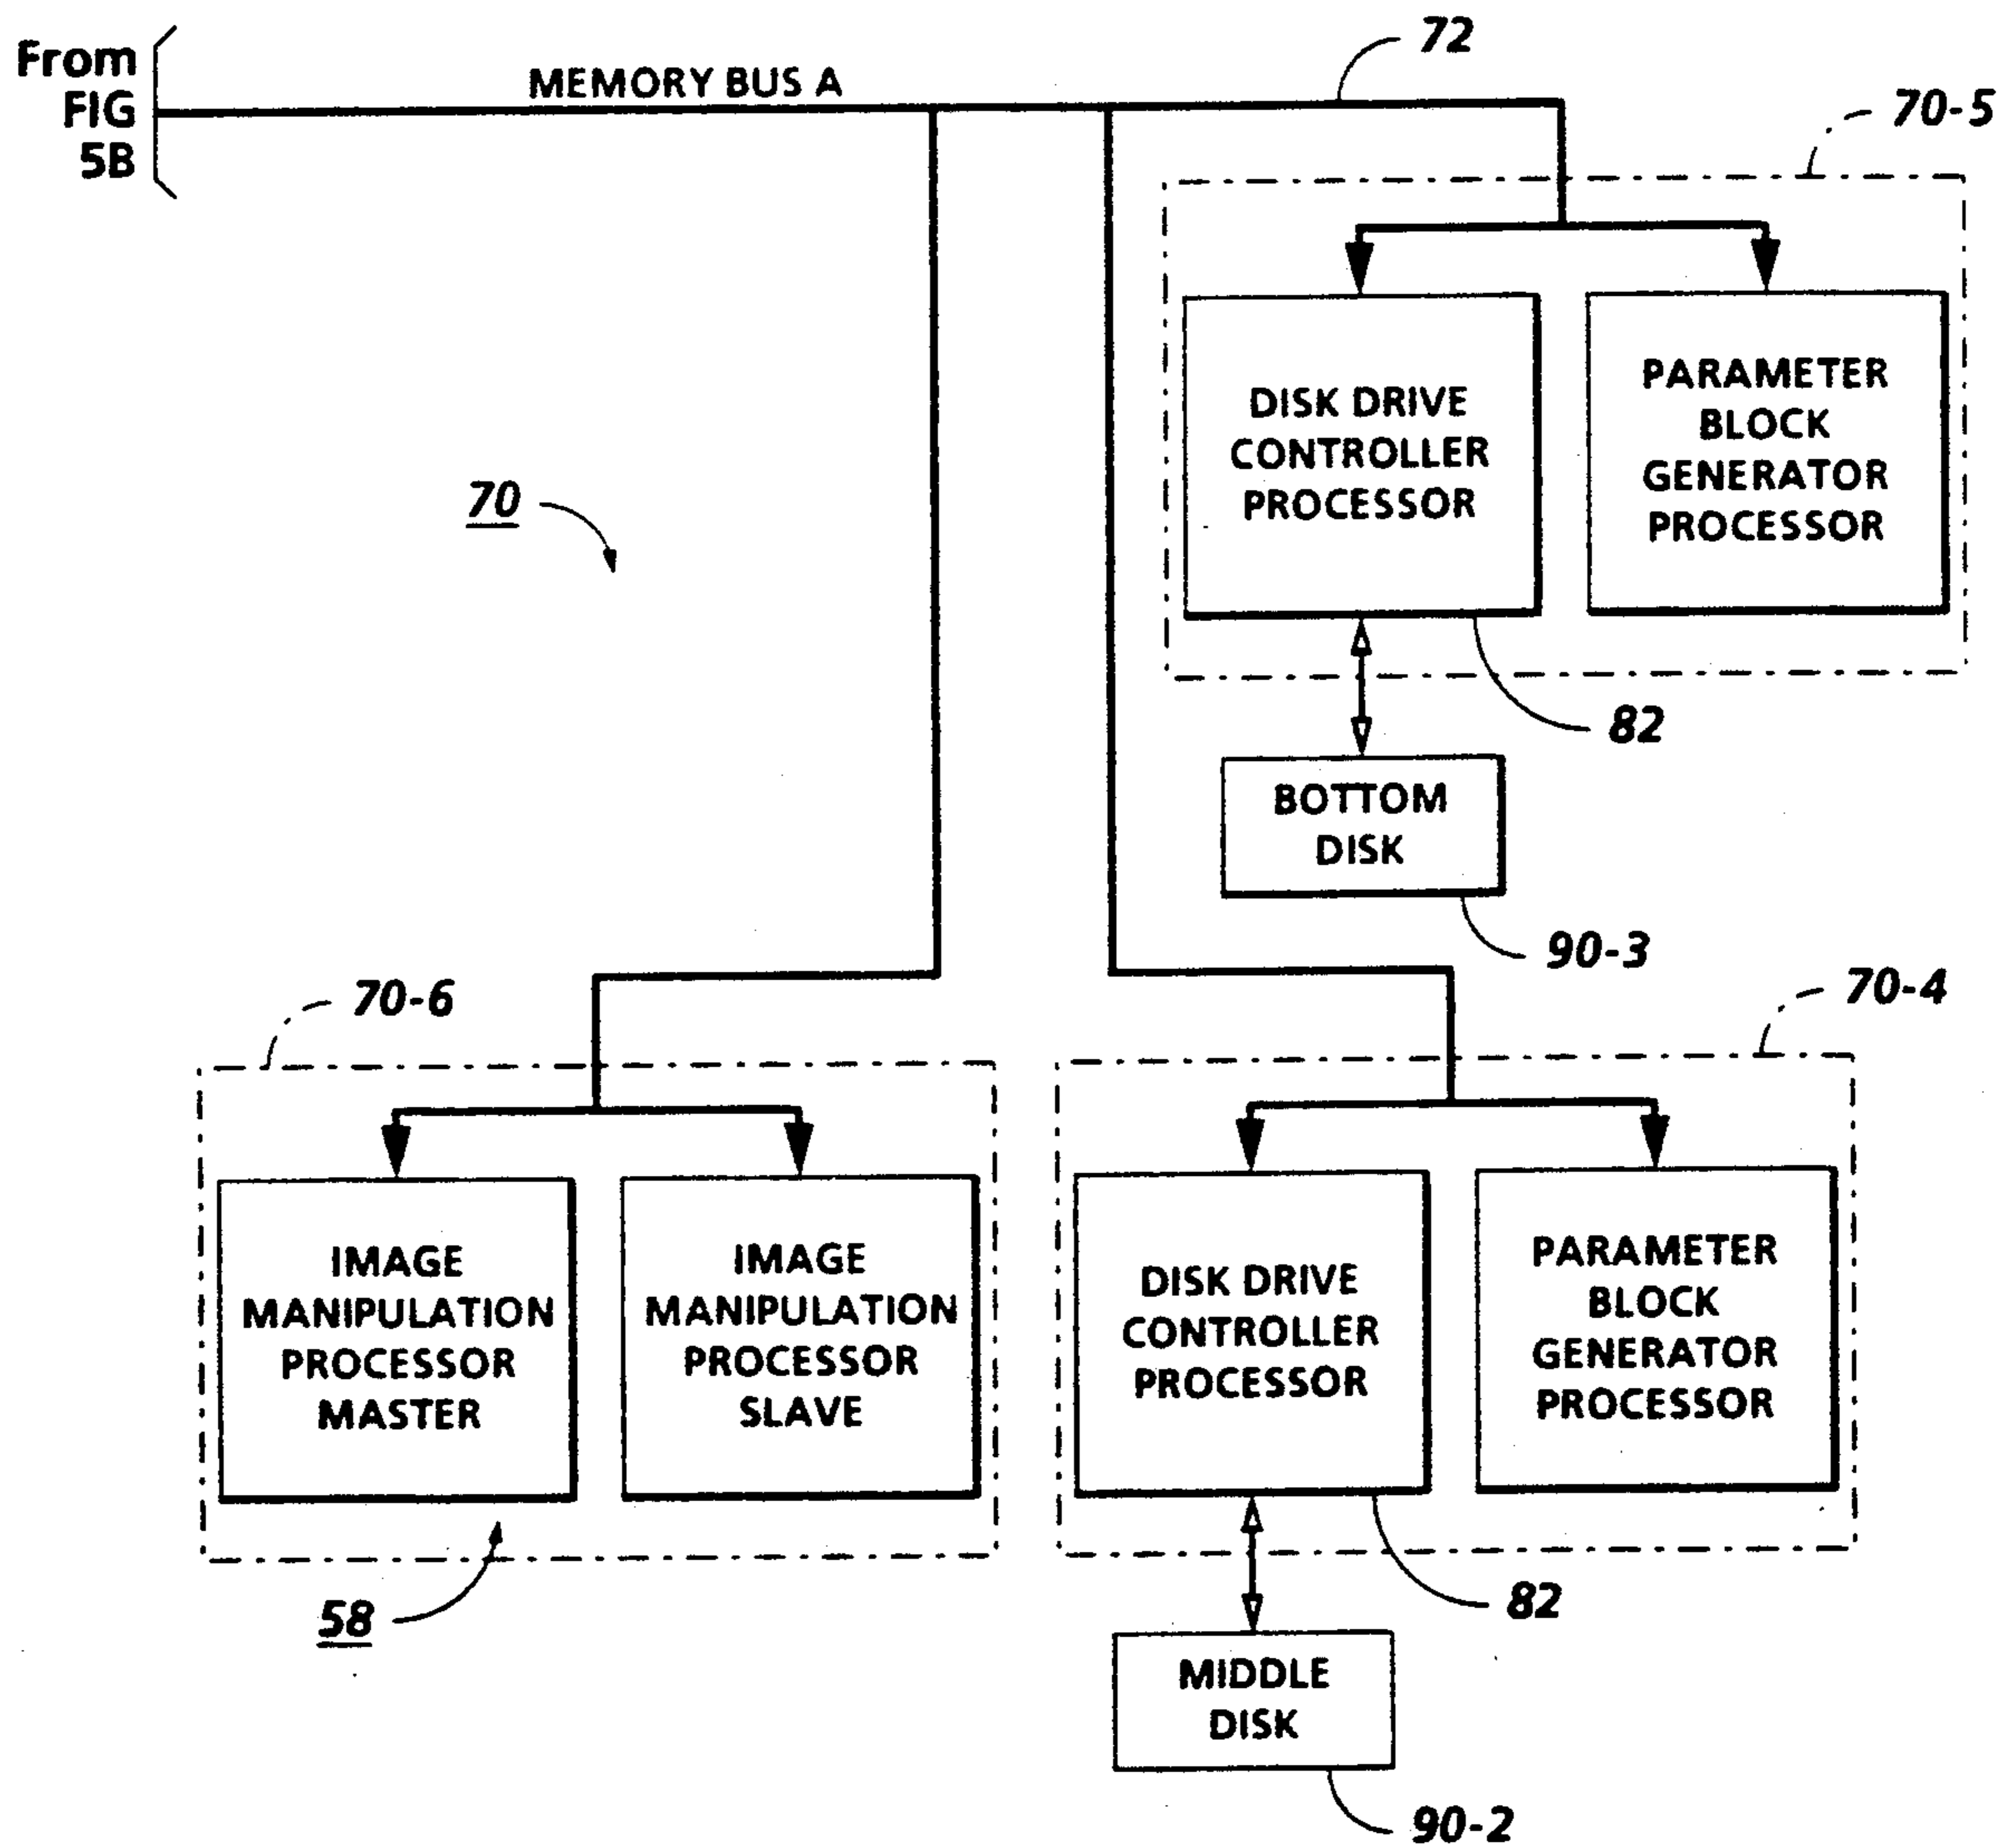 From
FIG
5B
MEMORY BUS A
72
70-5
DISK DRIVE
CONTROLLER
PROCESSOR
PARAMETER
BLOCK
GENERATOR
PROCESSOR
70
82
BOTTOM
DISK
90-3
70-6
70-4
IMAGE
MANIPULATION
PROCESSOR
MASTER
IMAGE
MANIPULATION
PROCESSOR
SLAVE
DISK DRIVE
CONTROLLER
PROCESSOR
PARAMETER
BLOCK
GENERATOR
PROCESSOR
58
82
MIDDLE
DISK
90-2